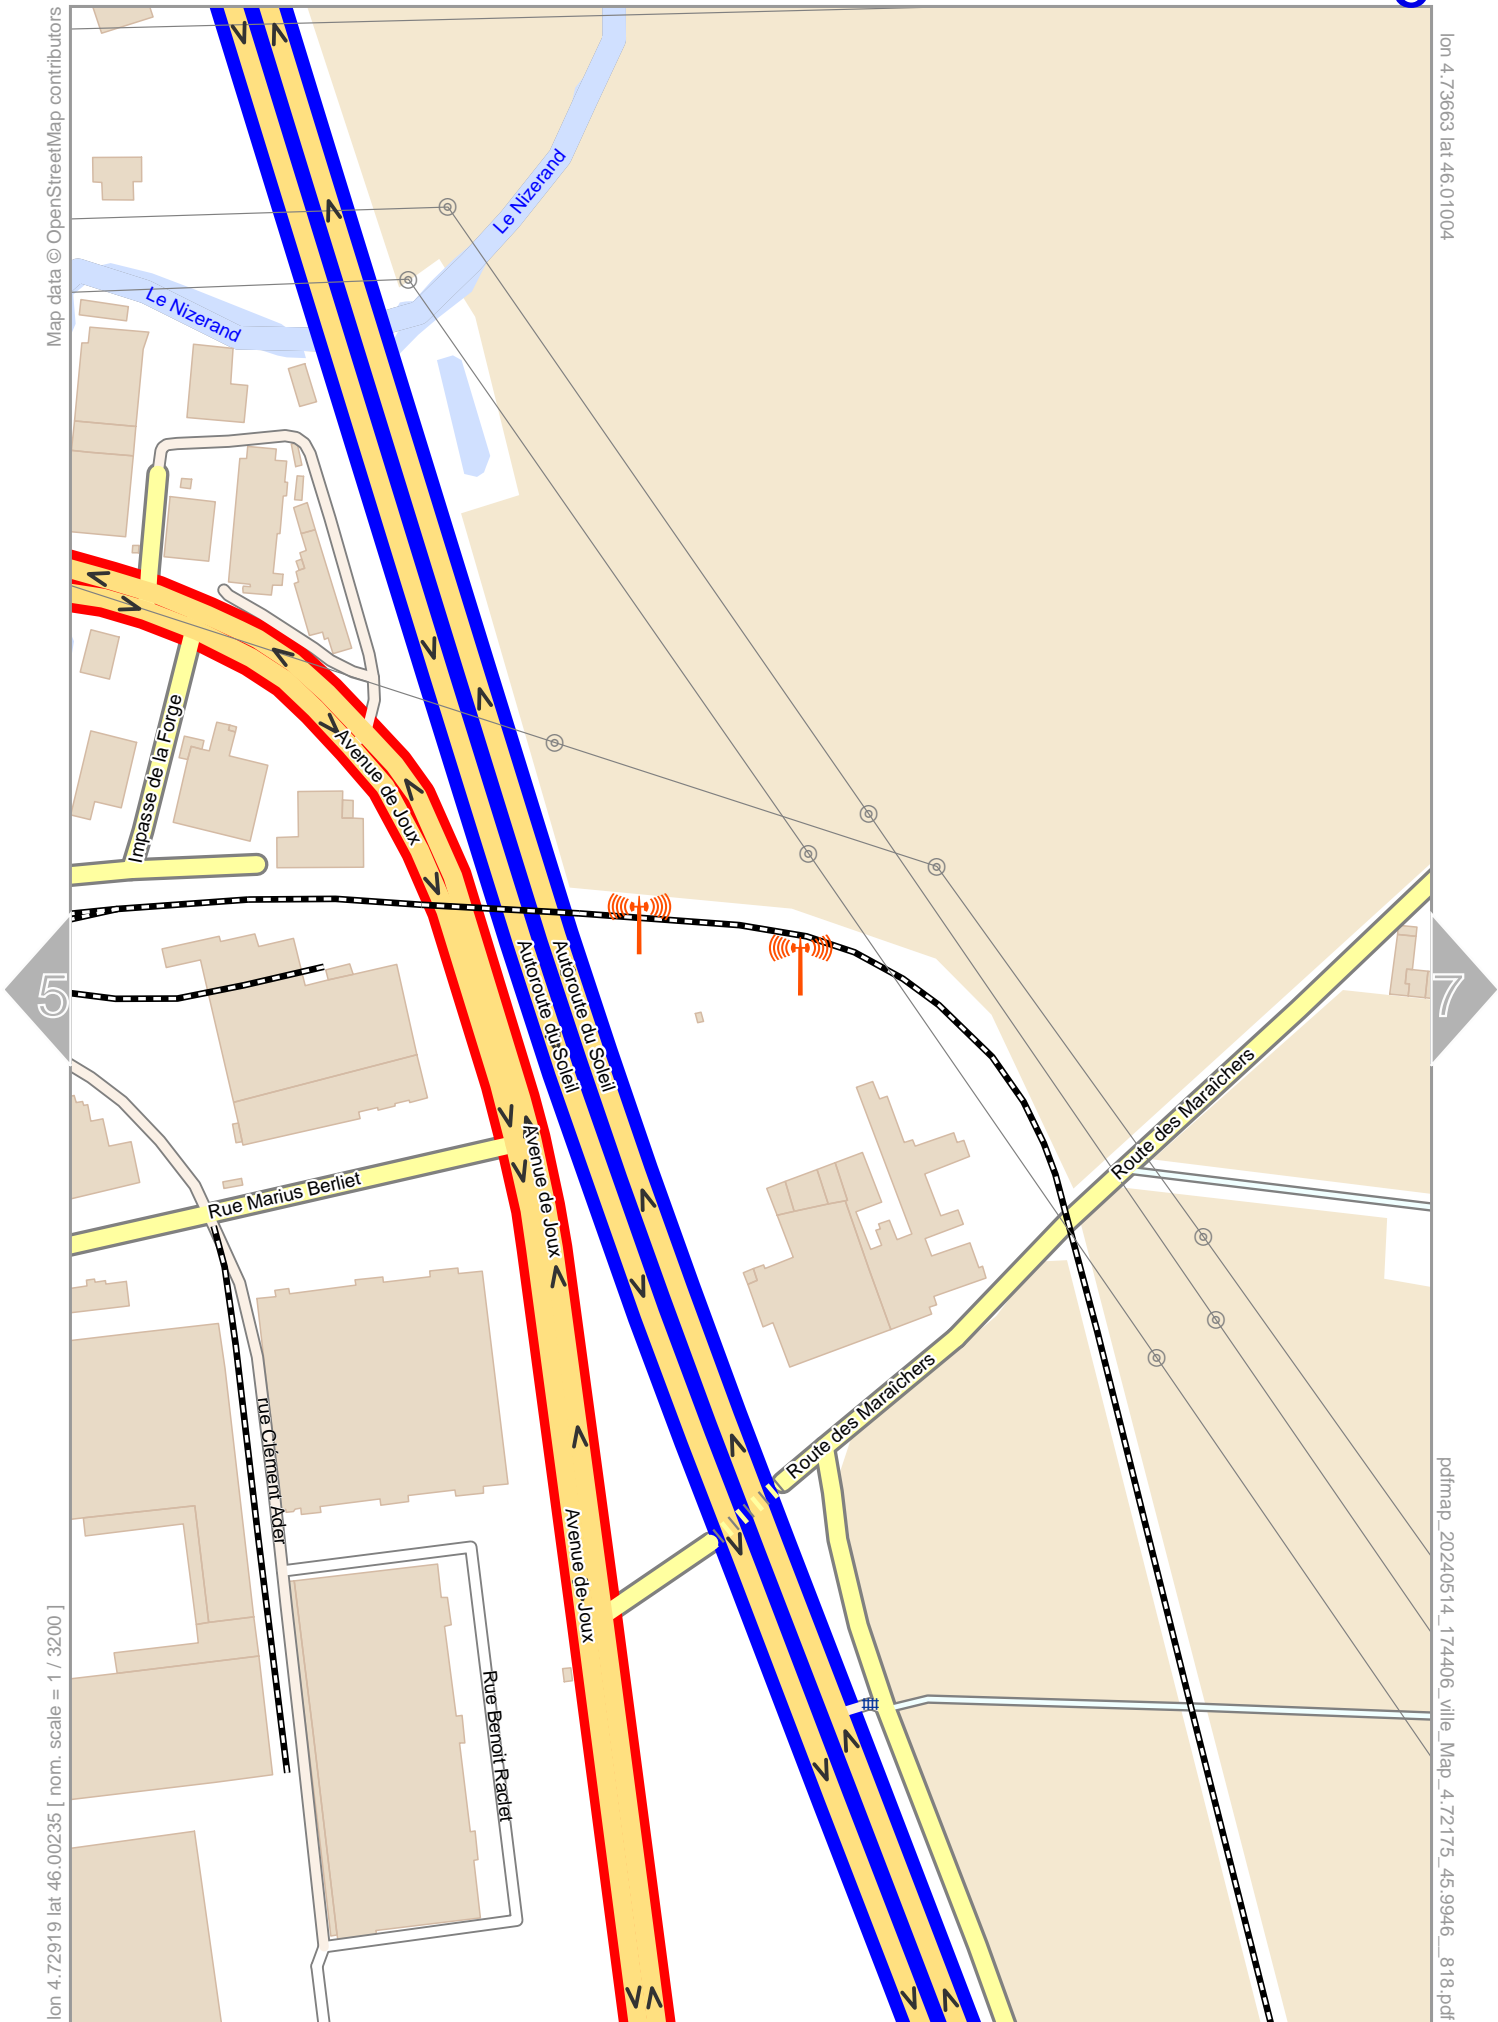 Map data © OpenStreetMap contributors
lon 4.73663 lat 46.01004
Le Nizerand
Le Nizerand
Avenue de Joux
Impasse de la Forge
5
7
Autoroute du Soleil
Autoroute du Soleil
Route des Maraîchers
Avenue de Joux
Rue Marius Berliet
Route des Maraîchers
rue Clément Ader
Avenue de Joux
Rue Benoit Raclet
lon 4.72919 lat 46.00235 [ nom. scale = 1 / 3200 ]
pdfmap_20240514_174406_ville_Map_4.72175_45.9946__818.pdf